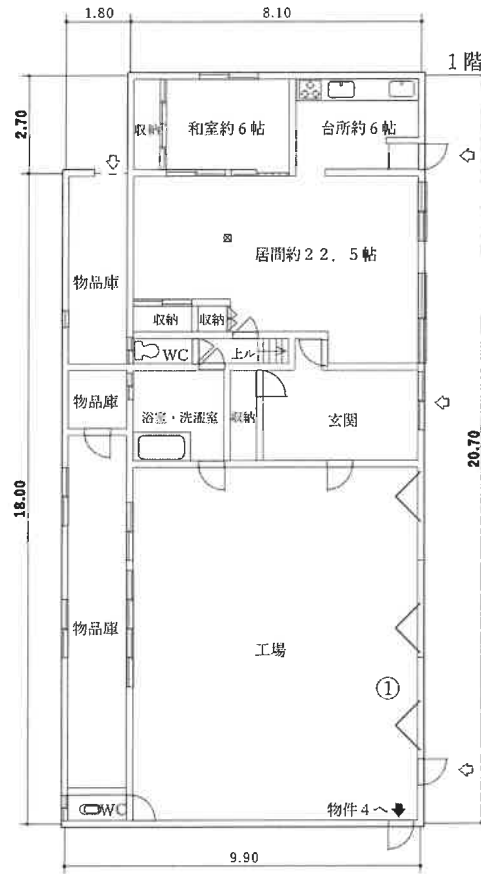 1.80
8.10
1階
2.70
収納
和室約6帖
台所約6帖
居間約22．5帖
物品庫
収納
収納
WC
上ル
物品庫
浴室・洗濯室
収納
玄関
18.00
20.70
物品庫
工場
①
WC
物件4へ
9.90